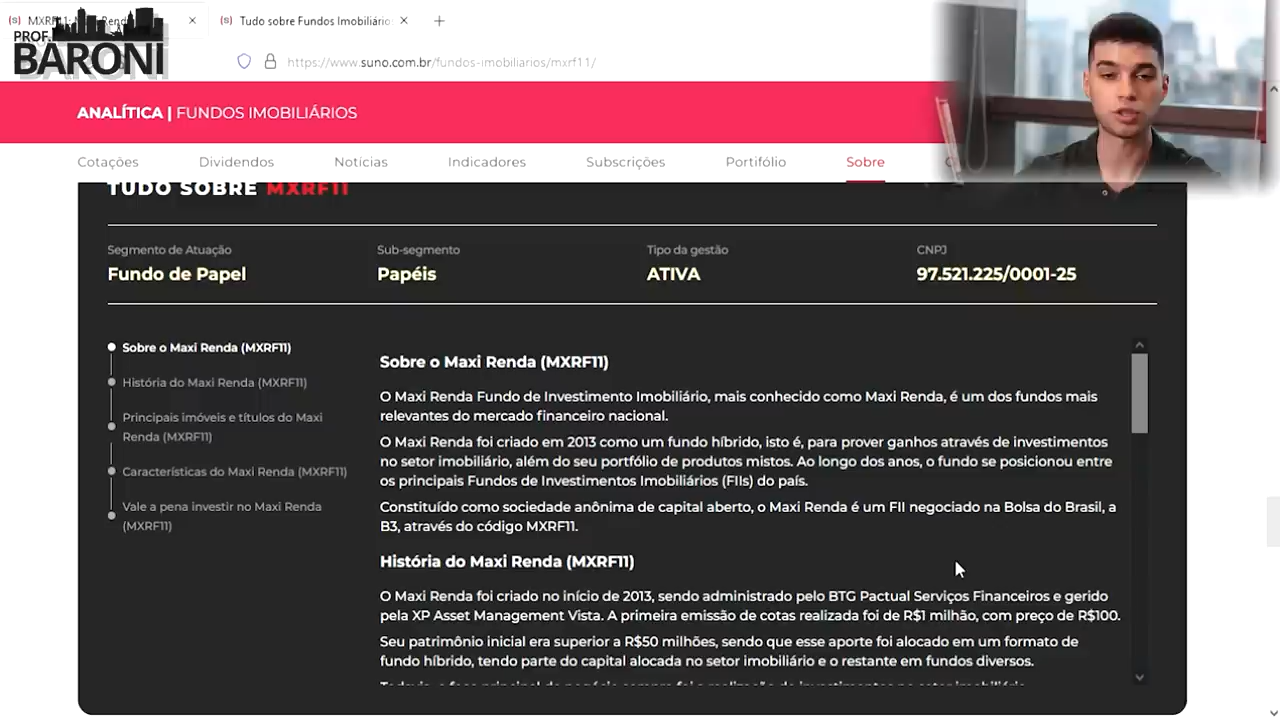 MXRF11: Maxi Renda
Tudo sobre Fundos Imobiliários
PROF.
BARONI
https://www.suno.com.br/fundos-imobiliarios/mxrf11/
ANALÍTICA | FUNDOS IMOBILIÁRIOS
Cotações Dividendos Notícias Indicadores Subscrições Portfólio Sobre
TUDO SOBRE MXRF11
Segmento de Atuação Sub-segmento Tipo da gestão CNPJ
Fundo de Papel Papéis ATIVA 97.521.225/0001-25
Sobre o Maxi Renda (MXRF11)
História do Maxi Renda (MXRF11)
Principais imóveis e títulos do Maxi
Renda (MXRF11)
Características do Maxi Renda (MXRF11)
Vale a pena investir no Maxi Renda
(MXRF11)
Sobre o Maxi Renda (MXRF11)
O Maxi Renda Fundo de Investimento Imobiliário, mais conhecido como Maxi Renda, é um dos fundos mais
relevantes do mercado financeiro nacional.
O Maxi Renda foi criado em 2013 como um fundo híbrido, isto é, para prover ganhos através de investimentos
no setor imobiliário, além do seu portfólio de produtos mistos. Ao longo dos anos, o fundo se posicionou entre
os principais Fundos de Investimentos Imobiliários (FIIs) do país.
Constituído como sociedade anônima de capital aberto, o Maxi Renda é um FII negociado na Bolsa do Brasil, a
B3, através do código MXRF11.
História do Maxi Renda (MXRF11)
O Maxi Renda foi criado no início de 2013, sendo administrado pelo BTG Pactual Serviços Financeiros e gerido
pela XP Asset Management Vista. A primeira emissão de cotas realizada foi de R$1 milhão, com preço de R$100.
Seu patrimônio inicial era superior a R$50 milhões, sendo que esse aporte foi alocado em um formato de
fundo híbrido, tendo parte do capital alocada no setor imobiliário e o restante em fundos diversos.